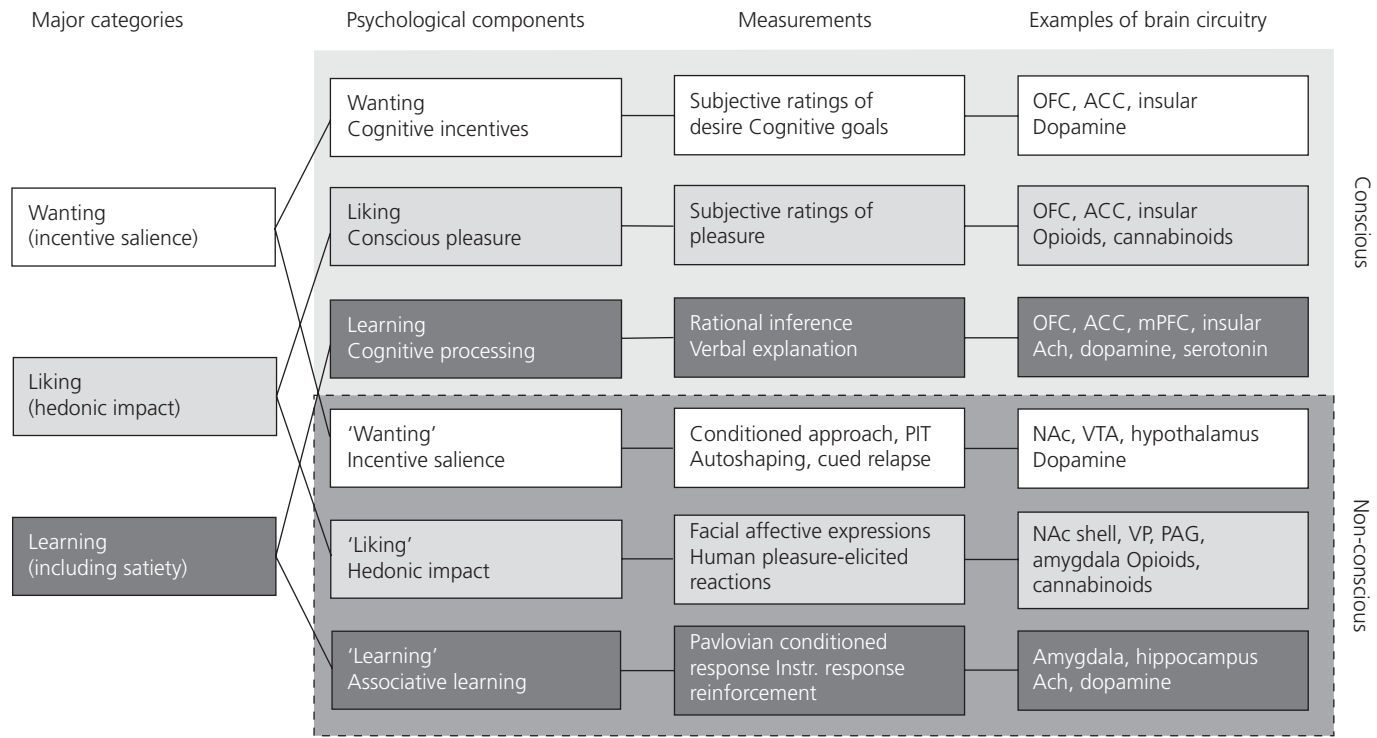 Major categories
Psychological components
Measurements
Examples of brain circuitry
Wanting
(incentive salience)
Liking
(hedonic impact)
Learning
(including satiety)
Wanting
Cognitive incentives
Subjective ratings of
desire Cognitive goals
OFC, ACC, insular
Dopamine
Liking
Conscious pleasure
Subjective ratings of
pleasure
OFC, ACC, insular
Opioids, cannabinoids
Learning
Cognitive processing
Rational inference
Verbal explanation
OFC, ACC, mPFC, insular
Ach, dopamine, serotonin
Conscious
‘Wanting’
Incentive salience
Conditioned approach, PIT
Autoshaping, cued relapse
NAc, VTA, hypothalamus
Dopamine
‘Liking’
Hedonic impact
Facial affective expressions
Human pleasure-elicited
reactions
NAc shell, VP, PAG,
amygdala Opioids,
cannabinoids
‘Learning’
Associative learning
Pavlovian conditioned
response Instr. response
reinforcement
Amygdala, hippocampus
Ach, dopamine
Non-conscious